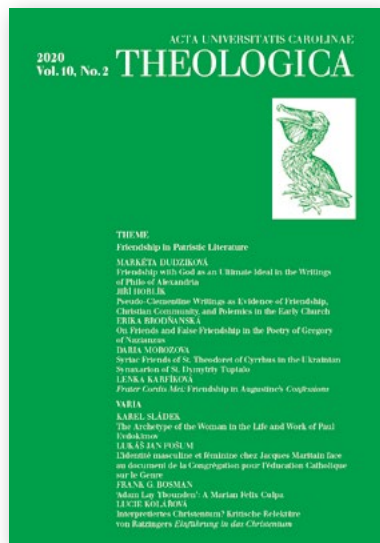 ACTA UNIVERSITATIS CAROLINAE
2020
Vol. 10, No. 2
THEOLOGICA
THEME
Friendship in Patristic Literature
MARKÉTA DUDZIKOVÁ
Friendship with God as an Ultimate Ideal in the Writings
of Philo of Alexandria
JIŘÍ HOBLÍK
Pseudo-Clementine Writings as Evidence of Friendship,
Christian Community, and Polemics in the Early Church
ERIKA BRODŇANSKÁ
On Friends and False Friendship in the Poetry of Gregory
of Nazianzus
DARIA MOROZOVA
Syriac Friends of St. Theodoret of Cyrrhus in the Ukrainian
Synaxarion of St. Dymytriy Tuptalo
LENKA KARFÍKOVÁ
Frater Cordis Mei: Friendship in Augustine's Confessions
VARIA
KAREL SLÁDEK
The Archetype of the Woman in the Life and Work of Paul
Evdokimov
LUKÁŠ JAN FOŠUM
L'identité masculine et féminine chez Jacques Maritain face
au document de la Congrégation pour l'éducation Catholique
sur le Genre
FRANK G. BOSMAN
'Adam Lay Ybounden': A Marian Felix Culpa
LUCIE KOLÁŘOVÁ
Interpretiertes Christentum? Kritische Relektüre
von Ratzingers Einführung in das Christentum